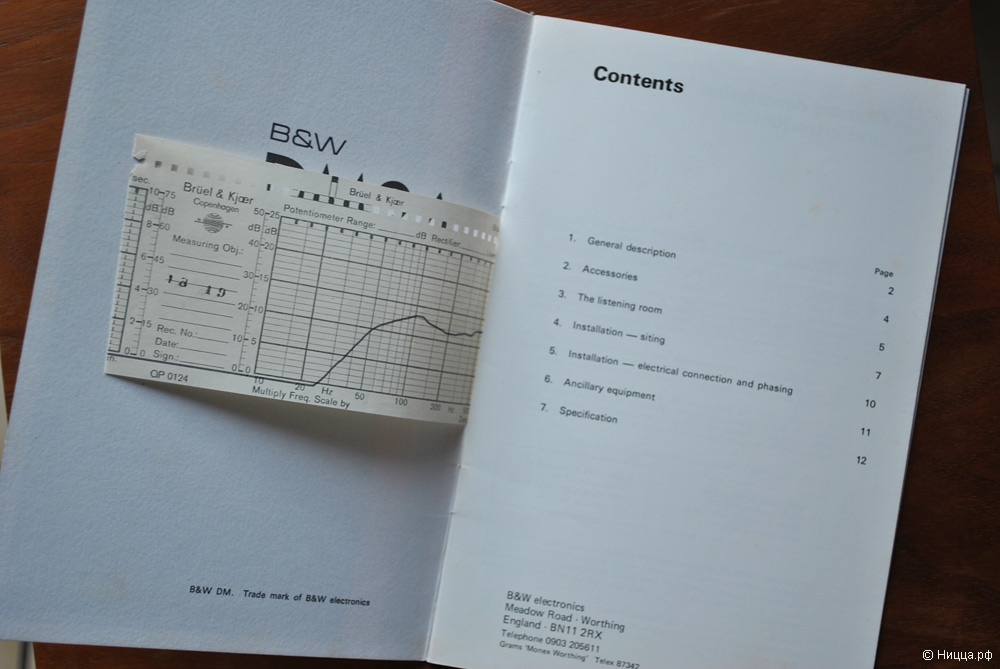 B&W
sec.
Brüel & Kjær
Copenhagen
Brüel & Kjær
10-75
dB dB
8-60
6-45
4-30
2-15
0-0
Measuring Obj.:
18 19
Rec. No.:
Date:
Sign.:
QP 0124
Potentiometer Range: dB Rectifier
50-25
dB dB
40-20
30-15
20-10
10-5
0-0
10 20 Hz 50 100 200 Hz
Multiply Freq. Scale by
B&W DM. Trade mark of B&W electronics
Contents
Page
1. General description 2
2. Accessories 4
3. The listening room 5
4. Installation — siting 7
5. Installation — electrical connection and phasing 10
6. Ancillary equipment 11
7. Specification 12
B&W electronics
Meadow Road · Worthing
England · BN11 2RX
Telephone 0903 205611
Grams 'Monex Worthing' Telex 87342
© Ницца.рф